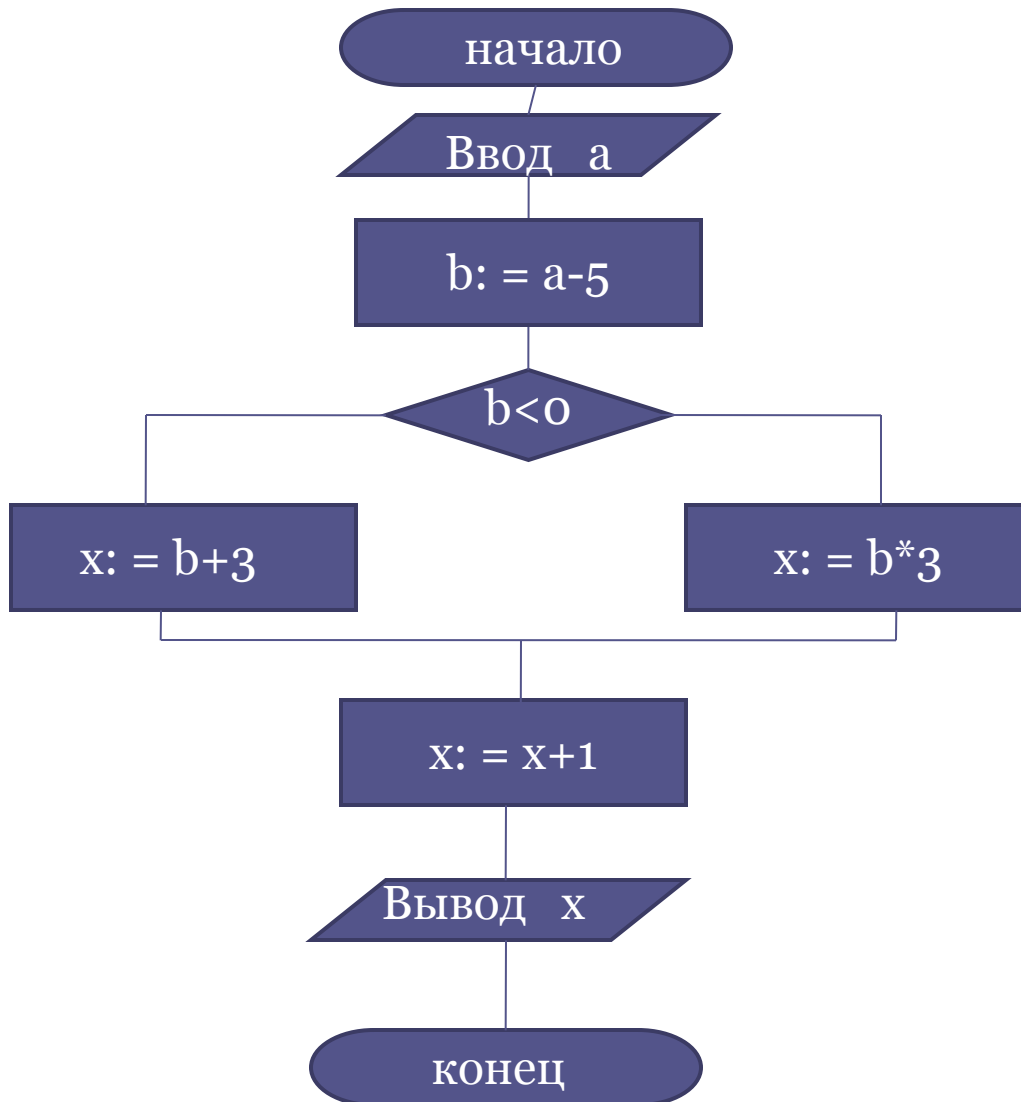 начало
Ввод a
b: = a-5
b<0
x: = b+3
x: = b*3
x: = x+1
Вывод x
конец